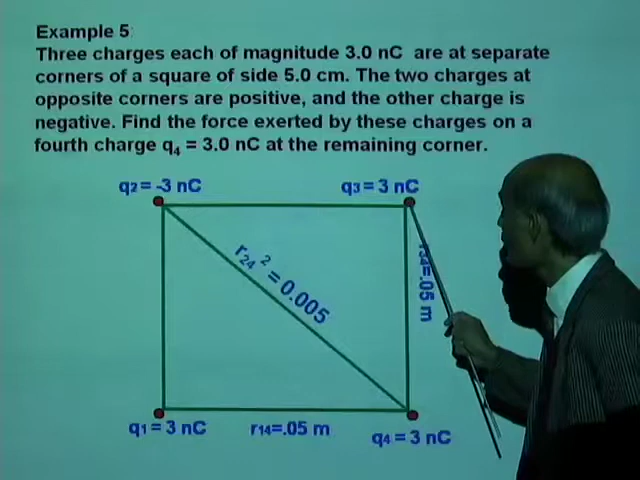 Example 5
Three charges each of magnitude 3.0 nC are at separate
corners of a square of side 5.0 cm. The two charges at
opposite corners are positive, and the other charge is
negative. Find the force exerted by these charges on a
fourth charge q4 = 3.0 nC at the remaining corner.
q2 = -3 nC
q3 = 3 nC
r24² = 0.005
r34=.05 m
q1 = 3 nC
r14=.05 m
q4 = 3 nC